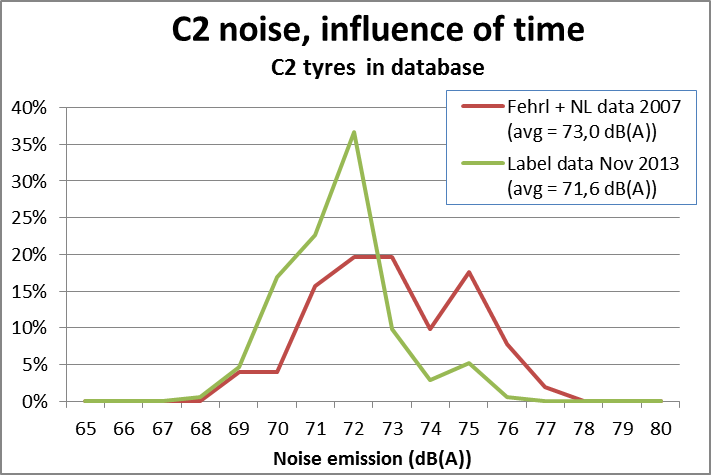 C2 noise, influence of time
C2 tyres in database
Fehrl + NL data 2007
(avg = 73,0 dB(A))
Label data Nov 2013
(avg = 71,6 dB(A))
40%
35%
30%
25%
20%
15%
10%
5%
0%
65 66 67 68 69 70 71 72 73 74 75 76 77 78 79 80
Noise emission (dB(A))